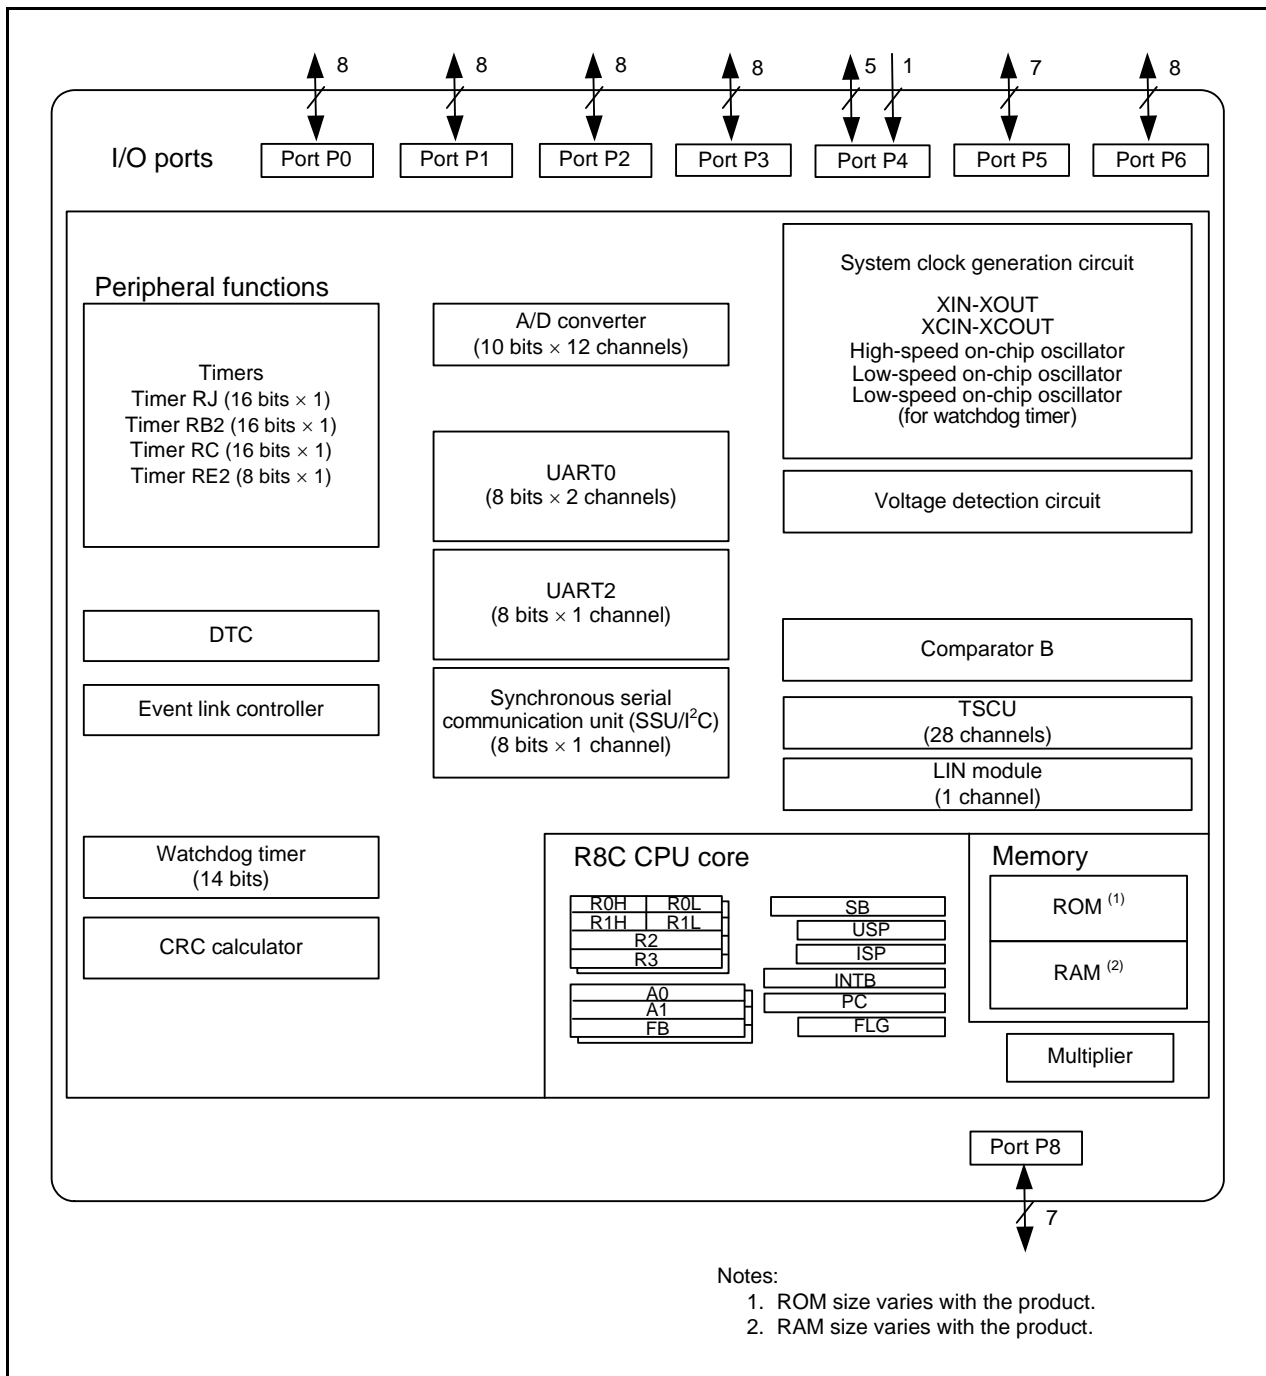 8 8 8 8 5 1 7 8
I/O ports
Port P0 Port P1 Port P2 Port P3 Port P4 Port P5 Port P6
Peripheral functions
Timers
Timer RJ (16 bits × 1)
Timer RB2 (16 bits × 1)
Timer RC (16 bits × 1)
Timer RE2 (8 bits × 1)
DTC
Event link controller
Watchdog timer
(14 bits)
CRC calculator
A/D converter
(10 bits × 12 channels)
UART0
(8 bits × 2 channels)
UART2
(8 bits × 1 channel)
Synchronous serial
communication unit (SSU/I²C)
(8 bits × 1 channel)
System clock generation circuit
XIN-XOUT
XCIN-XCOUT
High-speed on-chip oscillator
Low-speed on-chip oscillator
Low-speed on-chip oscillator
(for watchdog timer)
Voltage detection circuit
Comparator B
TSCU
(28 channels)
LIN module
(1 channel)
R8C CPU core
R0H R0L
R1H R1L
R2
R3
A0
A1
FB
SB
USP
ISP
INTB
PC
FLG
Memory
ROM (1)
RAM (2)
Multiplier
Port P8
7
Notes:
1. ROM size varies with the product.
2. RAM size varies with the product.